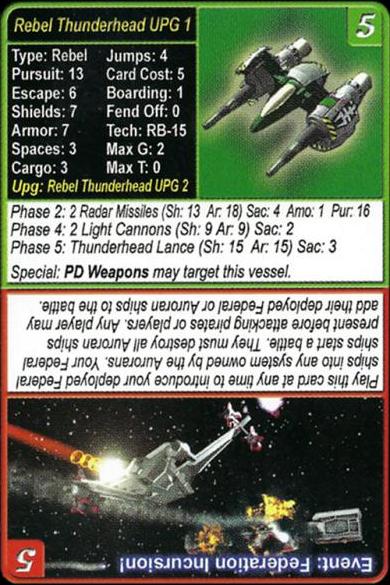 Rebel Thunderhead UPG 1
5
Type: Rebel Jumps: 4
Pursuit: 13 Card Cost: 5
Escape: 6 Boarding: 1
Shields: 7 Fend Off: 0
Armor: 7 Tech: RB-15
Spaces: 3 Max G: 2
Cargo: 3 Max T: 0
Upg: Rebel Thunderhead UPG 2
Phase 2: 2 Radar Missiles (Sh: 13 Ar: 18) Sac: 4 Amo: 1 Pur: 16
Phase 4: 2 Light Cannons (Sh: 9 Ar: 9) Sac: 2
Phase 5: Thunderhead Lance (Sh: 15 Ar: 15) Sac: 3
Special: PD Weapons may target this vessel.
Event: Federation Incursion!
5
Play this card at any time to introduce your deployed Federal
ships into any system owned by the Aurorans. Your Federal
ships start a battle. They must destroy all Auroran ships
present before attacking pirates or players. Any player may
add their deployed Federal or Auroran ships to the battle.